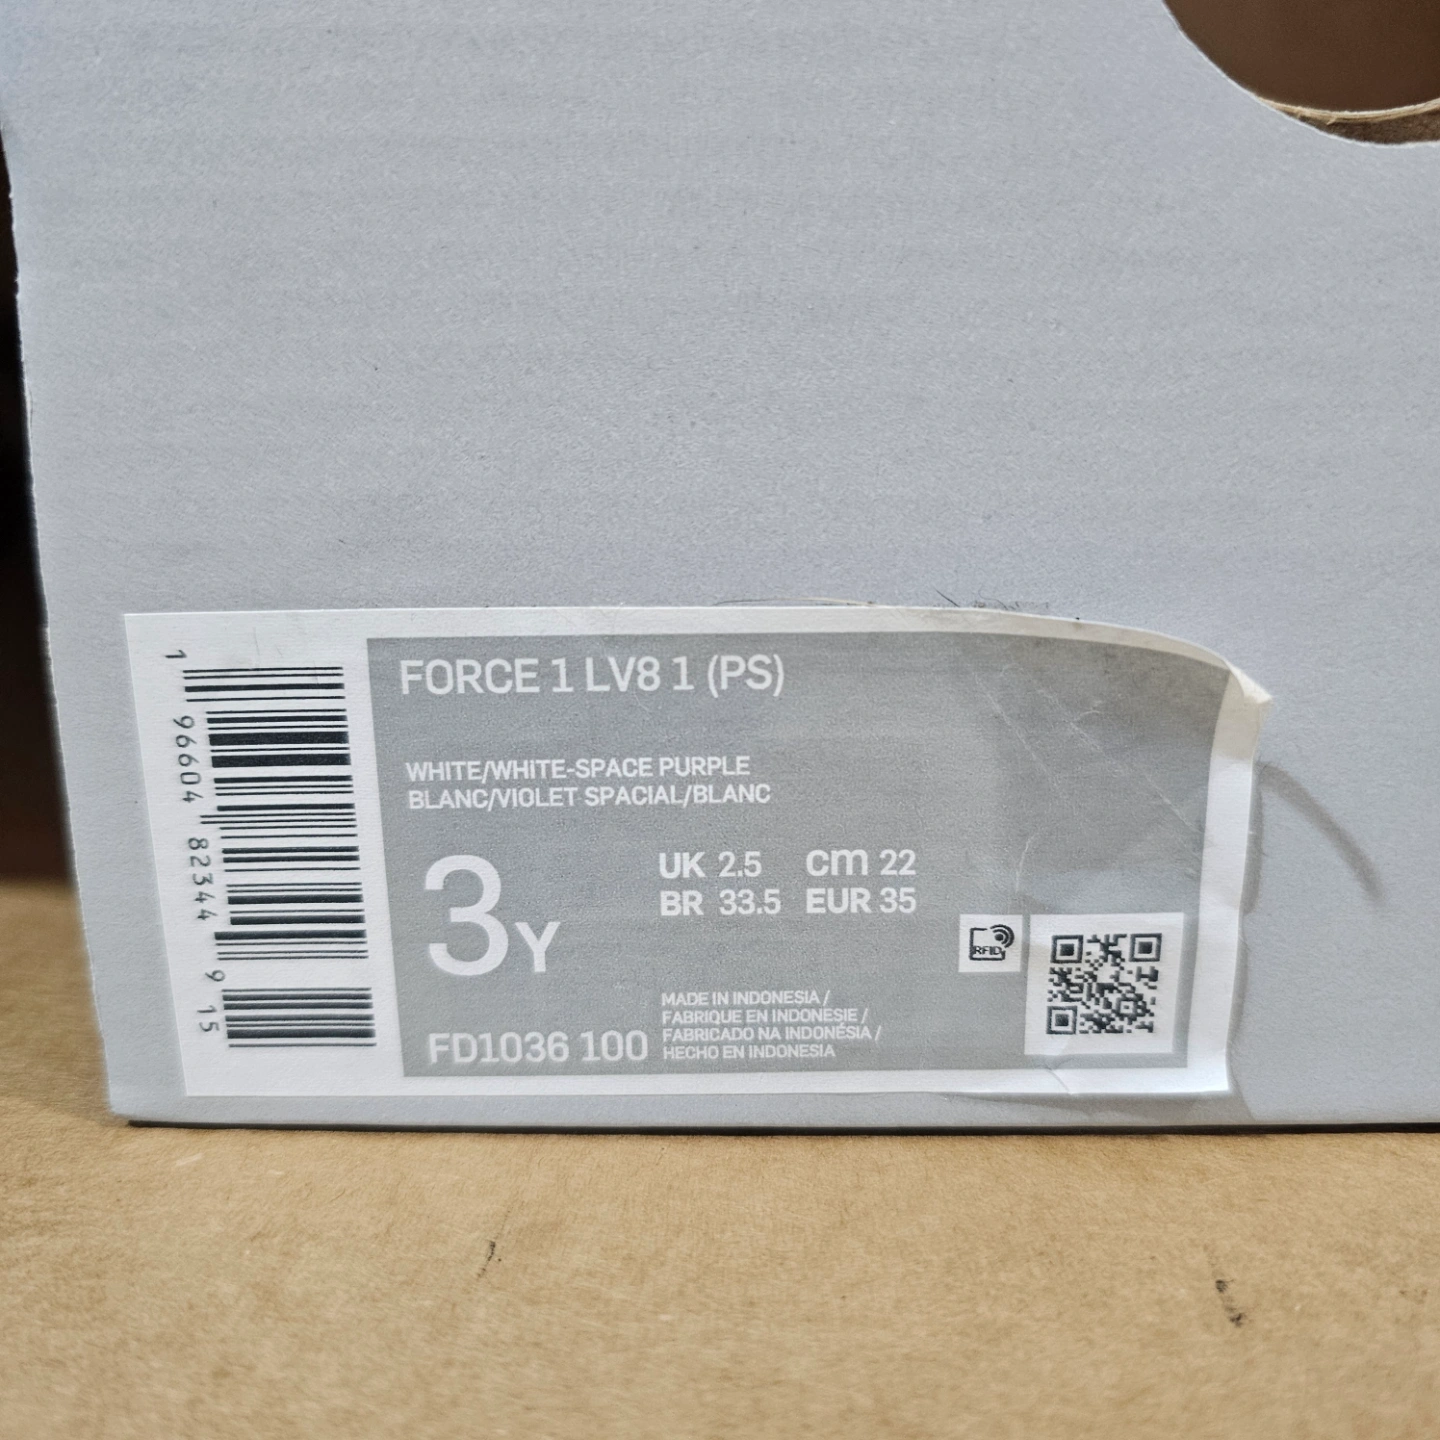 1 96604 82344 9 15
FORCE 1 LV8 1 (PS)
WHITE/WHITE-SPACE PURPLE
BLANC/VIOLET SPACIAL/BLANC
3Y
UK 2.5 cm 22
BR 33.5 EUR 35
RFID
FD1036 100
MADE IN INDONESIA /
FABRIQUE EN INDONESIE /
FABRICADO NA INDONÉSIA /
HECHO EN INDONESIA